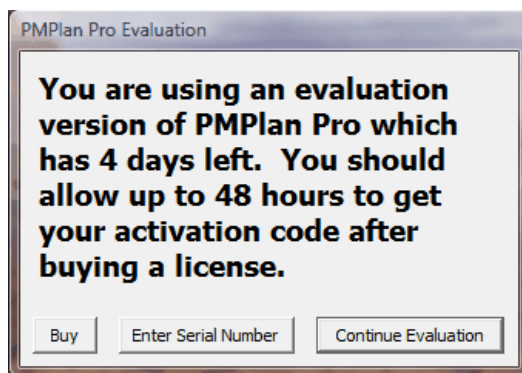 PMPlan Pro Evaluation
You are using an evaluation
version of PMPlan Pro which
has 4 days left.  You should
allow up to 48 hours to get
your activation code after
buying a license.
Buy Enter Serial Number Continue Evaluation